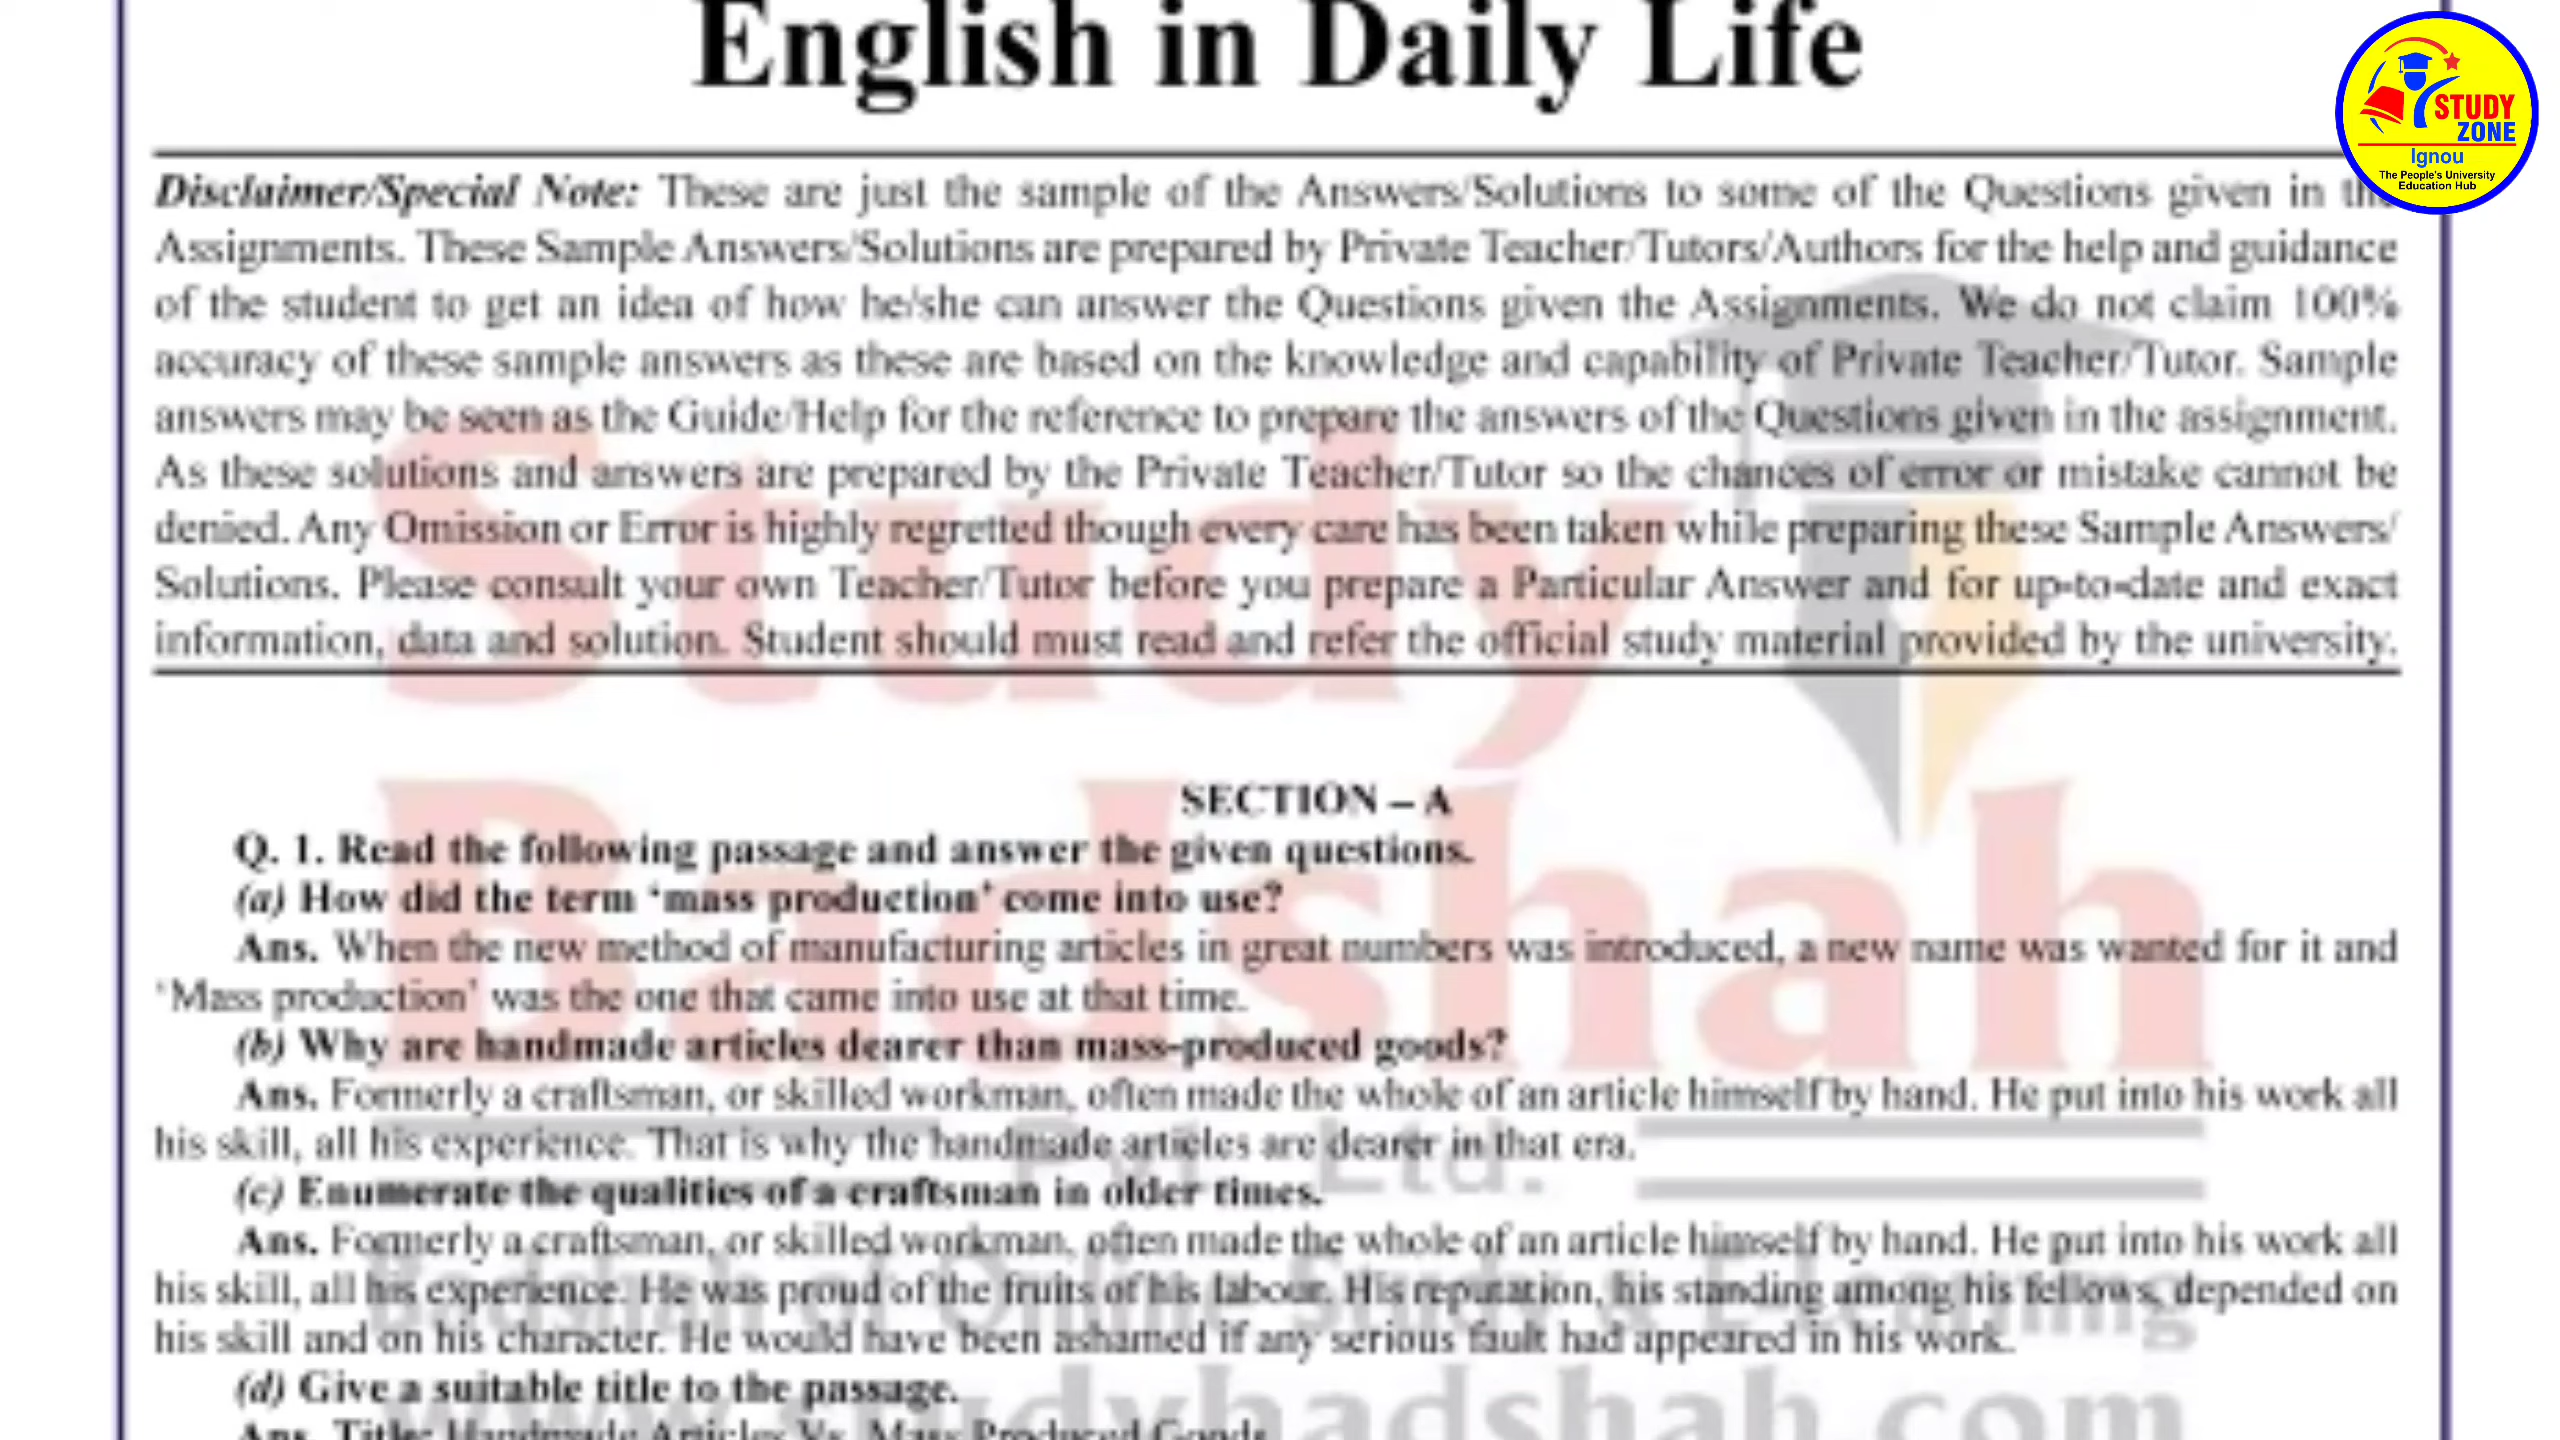 English in Daily Life
STUDY
ZONE
Ignou
The People's University
Education Hub
Disclaimer/Special Note: These are just the sample of the Answers/Solutions to some of the Questions given in the
Assignments. These Sample Answers/Solutions are prepared by Private Teacher/Tutors/Authors for the help and guidance
of the student to get an idea of how he/she can answer the Questions given the Assignments. We do not claim 100%
accuracy of these sample answers as these are based on the knowledge and capability of Private Teacher/Tutor. Sample
answers may be seen as the Guide/Help for the reference to prepare the answers of the Questions given in the assignment.
As these solutions and answers are prepared by the Private Teacher/Tutor so the chances of error or mistake cannot be
denied. Any Omission or Error is highly regretted though every care has been taken while preparing these Sample Answers/
Solutions. Please consult your own Teacher/Tutor before you prepare a Particular Answer and for up-to-date and exact
information, data and solution. Student should must read and refer the official study material provided by the university.
Study
Badshah
Pvt. Ltd.
Badshah of Online Study & E-Learning
www.studybadshah.com
SECTION – A
Q. 1. Read the following passage and answer the given questions.
(a) How did the term ‘mass production’ come into use?
Ans. When the new method of manufacturing articles in great numbers was introduced, a new name was wanted for it and
‘Mass production’ was the one that came into use at that time.
(b) Why are handmade articles dearer than mass-produced goods?
Ans. Formerly a craftsman, or skilled workman, often made the whole of an article himself by hand. He put into his work all
his skill, all his experience. That is why the handmade articles are dearer in that era.
(c) Enumerate the qualities of a craftsman in older times.
Ans. Formerly a craftsman, or skilled workman, often made the whole of an article himself by hand. He put into his work all
his skill, all his experience. He was proud of the fruits of his labour. His reputation, his standing among his fellows, depended on
his skill and on his character. He would have been ashamed if any serious fault had appeared in his work.
(d) Give a suitable title to the passage.
Ans. Title: Handmade Articles Vs. Mass Produced Goods